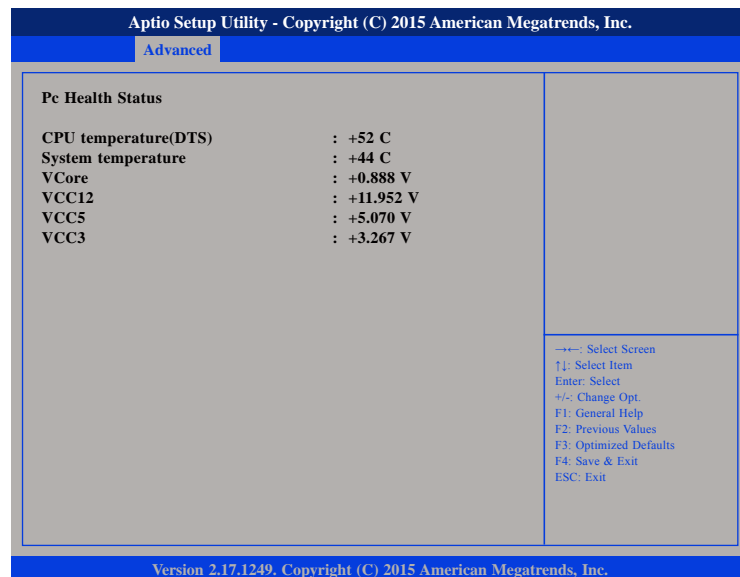 Aptio Setup Utility - Copyright (C) 2015 American Megatrends, Inc.
Advanced
Pc Health Status
CPU temperature(DTS) : +52 C
System temperature : +44 C
VCore : +0.888 V
VCC12 : +11.952 V
VCC5 : +5.070 V
VCC3 : +3.267 V
→←: Select Screen
↑↓: Select Item
Enter: Select
+/-: Change Opt.
F1: General Help
F2: Previous Values
F3: Optimized Defaults
F4: Save & Exit
ESC: Exit
Version 2.17.1249. Copyright (C) 2015 American Megatrends, Inc.